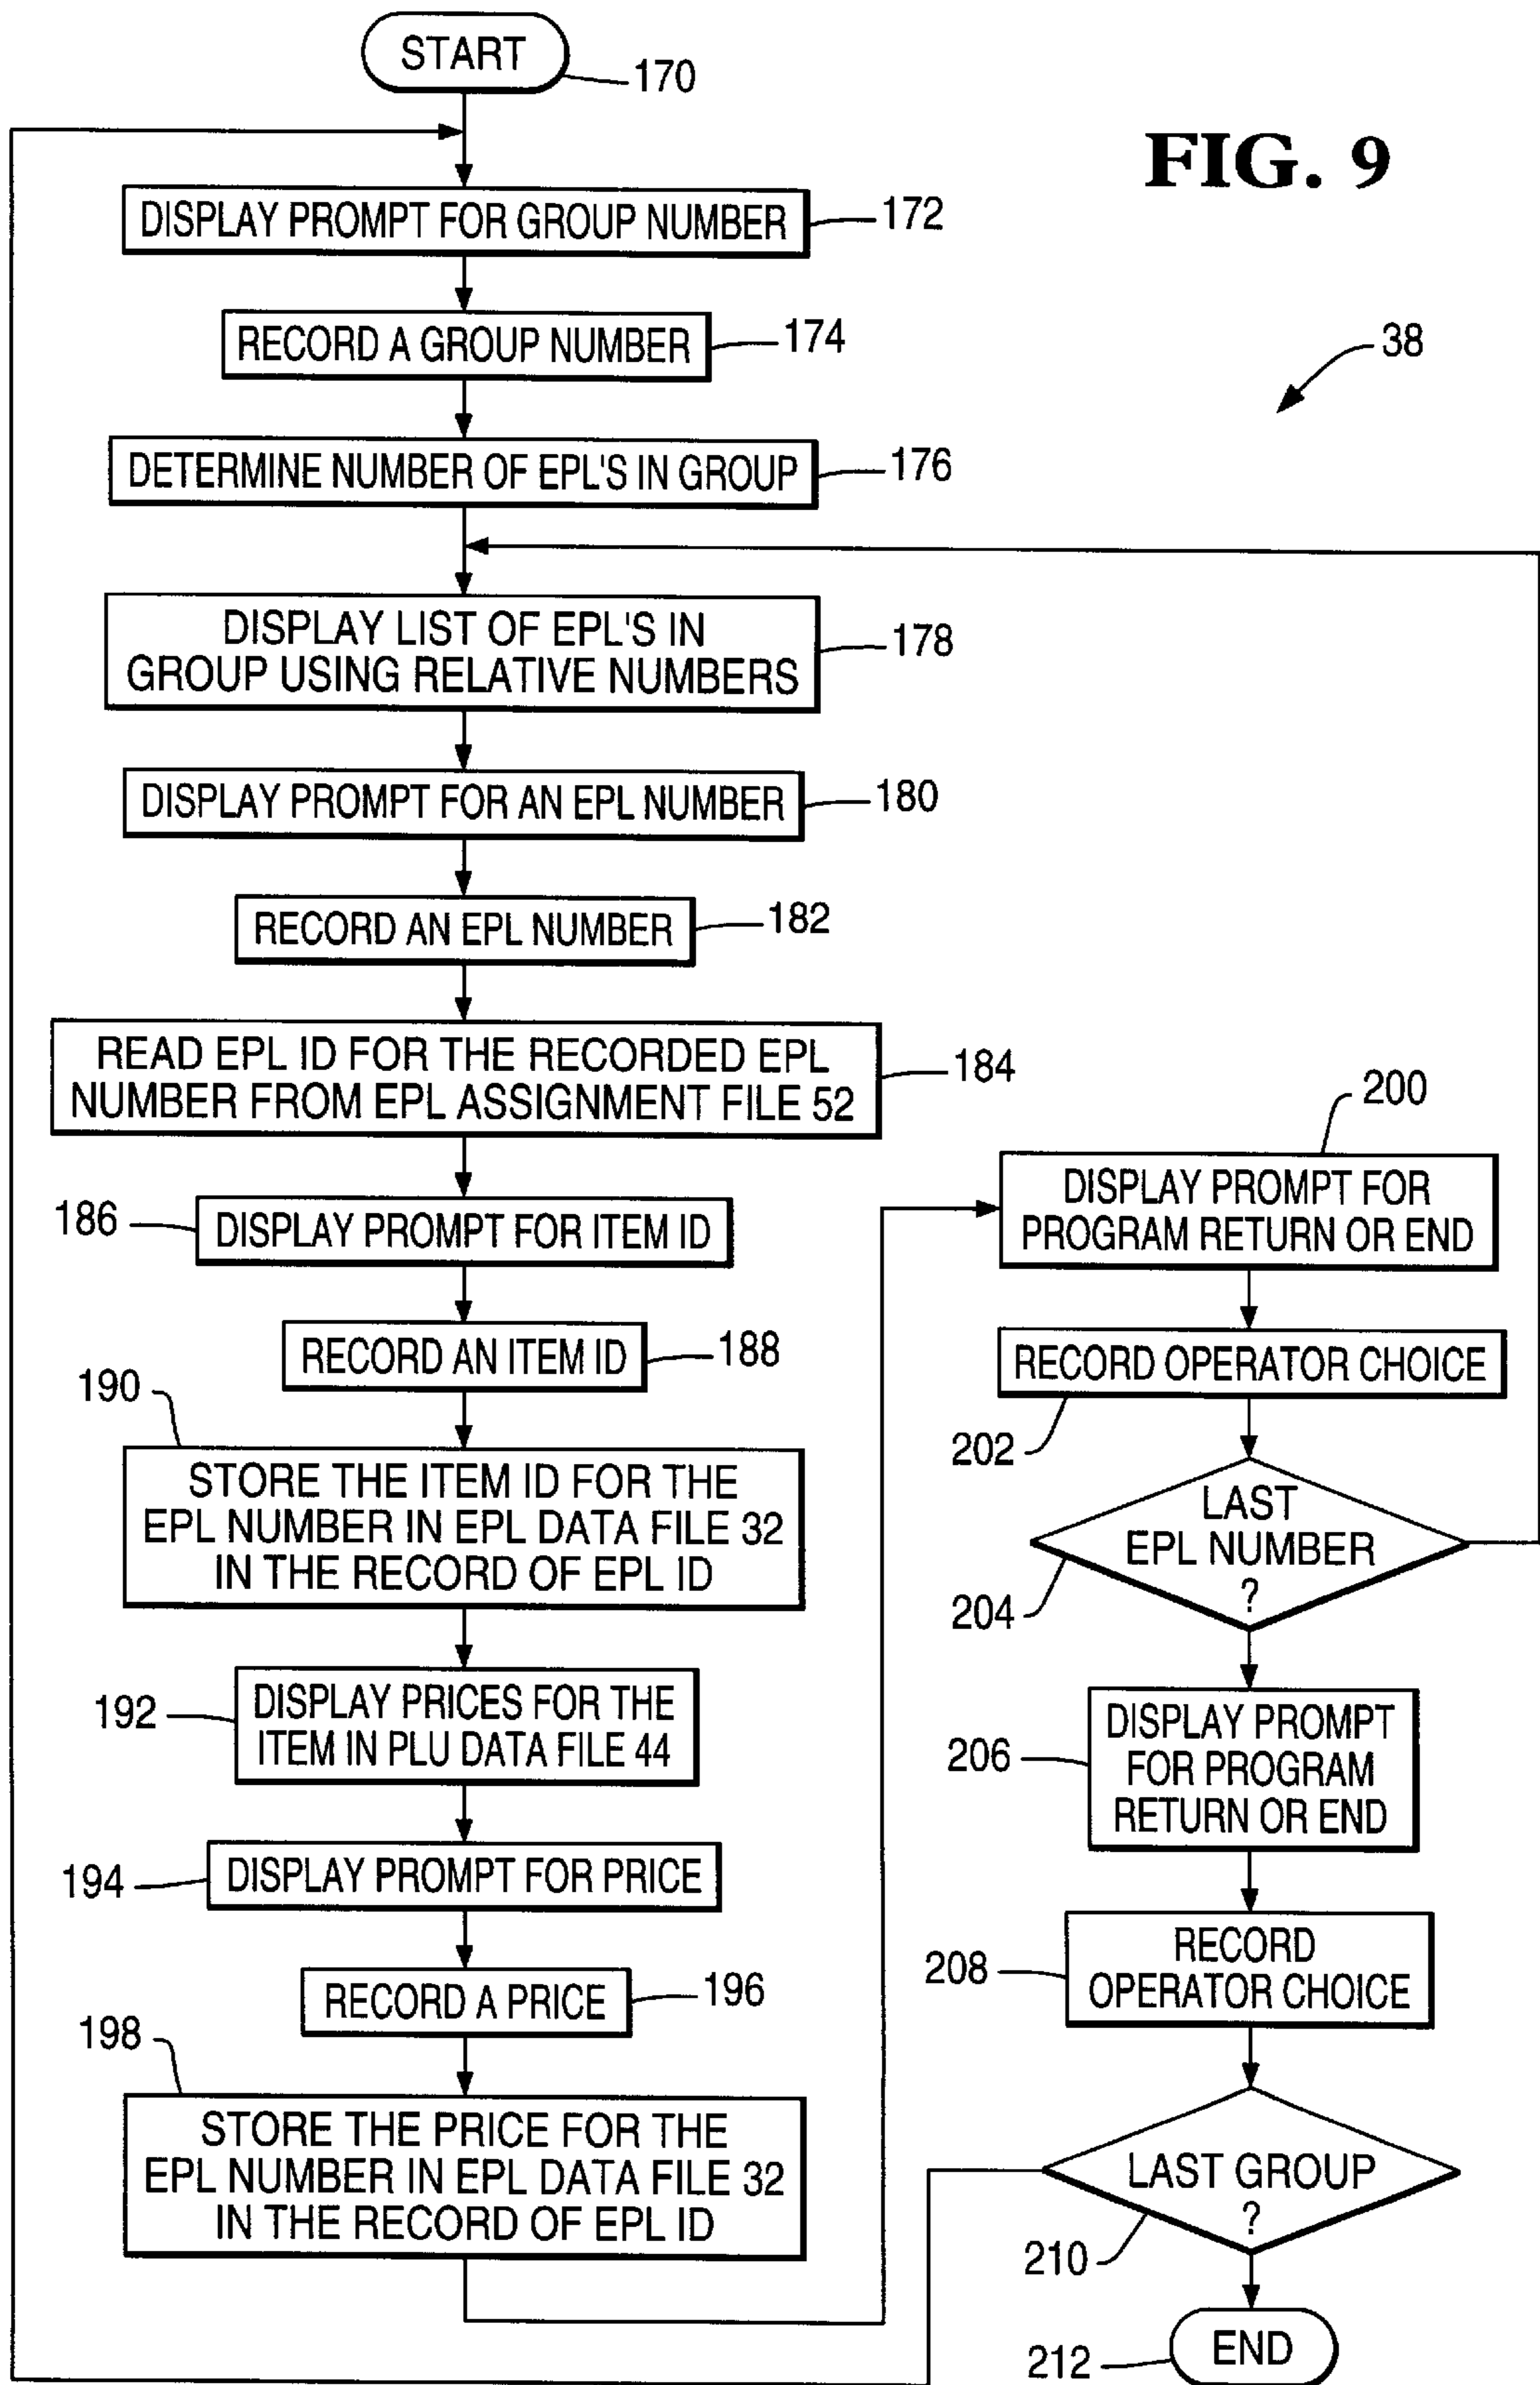 START
170
FIG. 9
DISPLAY PROMPT FOR GROUP NUMBER
172
RECORD A GROUP NUMBER
174
38
DETERMINE NUMBER OF EPL'S IN GROUP
176
DISPLAY LIST OF EPL'S IN
GROUP USING RELATIVE NUMBERS
178
DISPLAY PROMPT FOR AN EPL NUMBER
180
RECORD AN EPL NUMBER
182
READ EPL ID FOR THE RECORDED EPL
NUMBER FROM EPL ASSIGNMENT FILE 52
184
186
DISPLAY PROMPT FOR ITEM ID
RECORD AN ITEM ID
188
190
STORE THE ITEM ID FOR THE
EPL NUMBER IN EPL DATA FILE 32
IN THE RECORD OF EPL ID
192
DISPLAY PRICES FOR THE
ITEM IN PLU DATA FILE 44
194
DISPLAY PROMPT FOR PRICE
RECORD A PRICE
196
198
STORE THE PRICE FOR THE
EPL NUMBER IN EPL DATA FILE 32
IN THE RECORD OF EPL ID
200
DISPLAY PROMPT FOR
PROGRAM RETURN OR END
RECORD OPERATOR CHOICE
202
LAST
EPL NUMBER
?
204
206
DISPLAY PROMPT
FOR PROGRAM
RETURN OR END
208
RECORD
OPERATOR CHOICE
LAST GROUP
?
210
212
END